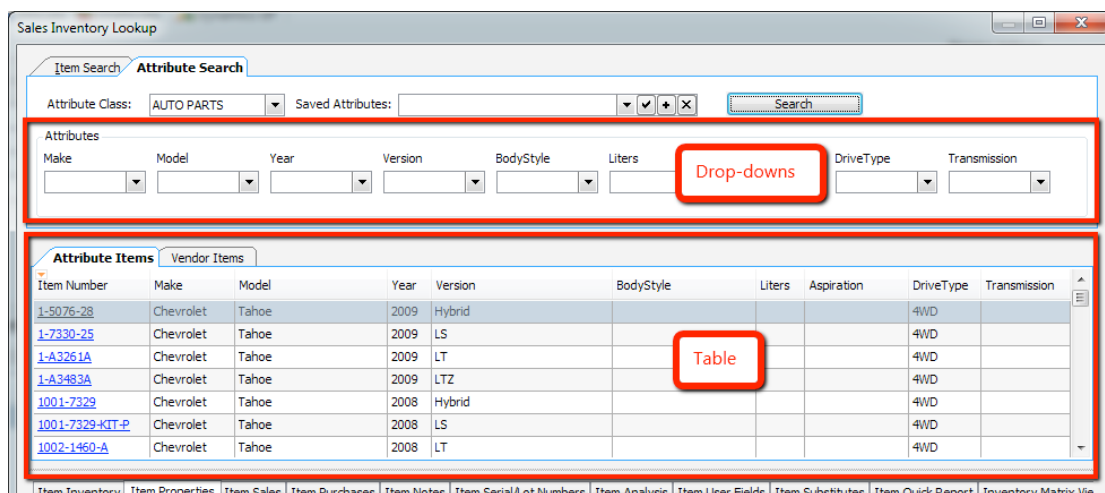 Sales Inventory Lookup
Item Search Attribute Search
Attribute Class: AUTO PARTS Saved Attributes: Search
Attributes
Make Model Year Version BodyStyle Liters DriveType Transmission
Drop-downs
Attribute Items Vendor Items
Item Number Make Model Year Version BodyStyle Liters Aspiration DriveType Transmission
1-5076-28 Chevrolet Tahoe 2009 Hybrid 4WD
1-7330-25 Chevrolet Tahoe 2009 LS 4WD
1-A3261A Chevrolet Tahoe 2009 LT 4WD
Table
1-A3483A Chevrolet Tahoe 2009 LTZ 4WD
1001-7329 Chevrolet Tahoe 2008 Hybrid 4WD
1001-7329-KIT-P Chevrolet Tahoe 2008 LS 4WD
1002-1460-A Chevrolet Tahoe 2008 LT 4WD
Item Inventory Item Properties Item Sales Item Purchases Item Notes Item Serial/Lot Numbers Item Analysis Item User Fields Item Substitutes Item Quick Report Inventory Matrix Vie